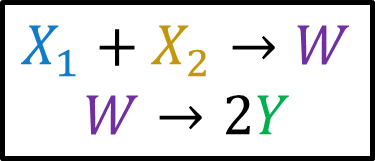 X₁ + X₂ → W
W → 2Y